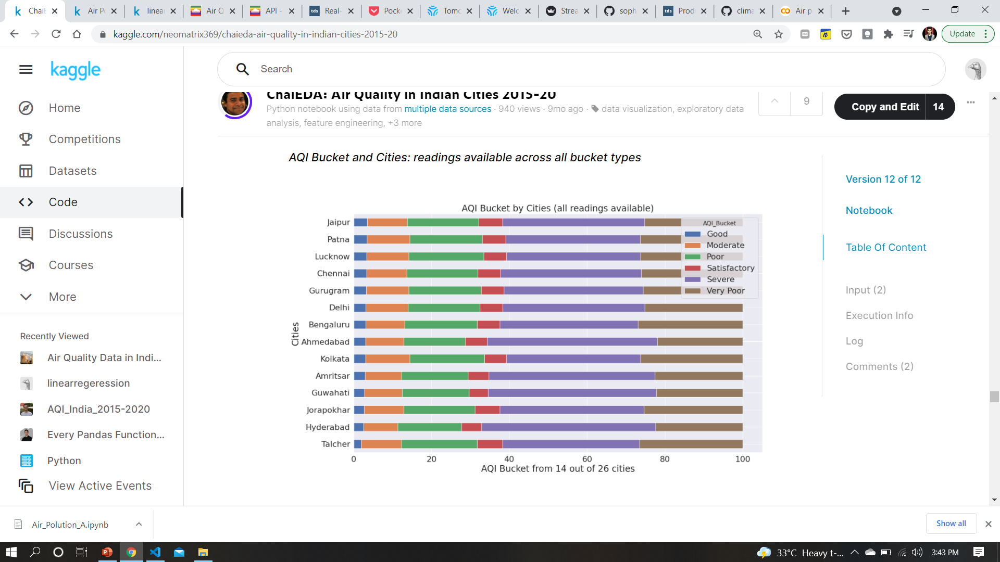 ChaiE
Air Po
linear
Air Q
API -
Real-
Pocke
Tomo
Welc
Strea
soph
Prod
clima
Air p
kaggle.com/neomatrix369/chaieda-air-quality-in-indian-cities-2015-20
Update
kaggle
Search
Home
Competitions
Datasets
Code
Discussions
Courses
More
Recently Viewed
Air Quality Data in Indi...
linearregeression
AQI_India_2015-2020
Every Pandas Function...
Python
View Active Events
ChaiEDA: Air Quality in Indian Cities 2015-20
Python notebook using data from multiple data sources · 940 views · 9mo ago · data visualization, exploratory data
analysis, feature engineering, +3 more
9
Copy and Edit 14
AQI Bucket and Cities: readings available across all bucket types
AQI Bucket by Cities (all readings available)
Cities
Jaipur
Patna
Lucknow
Chennai
Gurugram
Delhi
Bengaluru
Ahmedabad
Kolkata
Amritsar
Guwahati
Jorapokhar
Hyderabad
Talcher
AQI_Bucket
Good
Moderate
Poor
Satisfactory
Severe
Very Poor
0 20 40 60 80 100
AQI Bucket from 14 out of 26 cities
Version 12 of 12
Notebook
Table Of Content
Input (2)
Execution Info
Log
Comments (2)
Air_Polution_A.ipynb
Show all
33°C Heavy t-...
3:43 PM